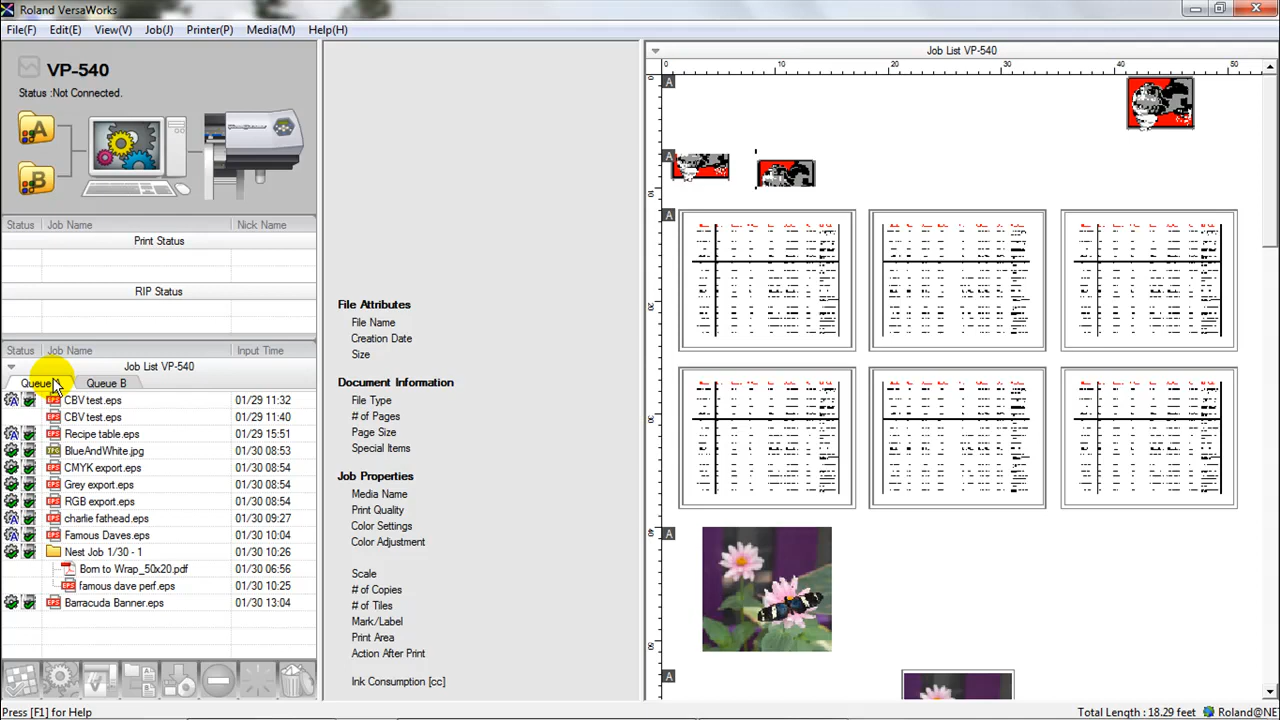 Roland VersaWorks
File(F) Edit(E) View(V) Job(J) Printer(P) Media(M) Help(H)
VP-540
Status :Not Connected.
A
B
Status Job Name Nick Name
Print Status
RIP Status
Status Job Name Input Time
Job List VP-540
Queue Queue B
CBV test.eps 01/29 11:32
CBV test.eps 01/29 11:40
Recipe table.eps 01/29 15:51
BlueAndWhite.jpg 01/30 08:53
CMYK export.eps 01/30 08:54
Grey export.eps 01/30 08:54
RGB export.eps 01/30 08:54
charlie fathead.eps 01/30 09:27
Famous Daves.eps 01/30 10:04
Nest Job 1/30 - 1 01/30 10:26
Born to Wrap_50x20.pdf 01/30 06:56
famous dave perf.eps 01/30 10:25
Barracuda Banner.eps 01/30 13:04
Press [F1] for Help
File Attributes
File Name
Creation Date
Size
Document Information
File Type
# of Pages
Page Size
Special Items
Job Properties
Media Name
Print Quality
Color Settings
Color Adjustment
Scale
# of Copies
# of Tiles
Mark/Label
Print Area
Action After Print
Ink Consumption [cc]
Job List VP-540
0 10 20 30 40 50
0
A
A
10
A
20
30
40
A
50
A
Total Length : 18.29 feet Roland@NE